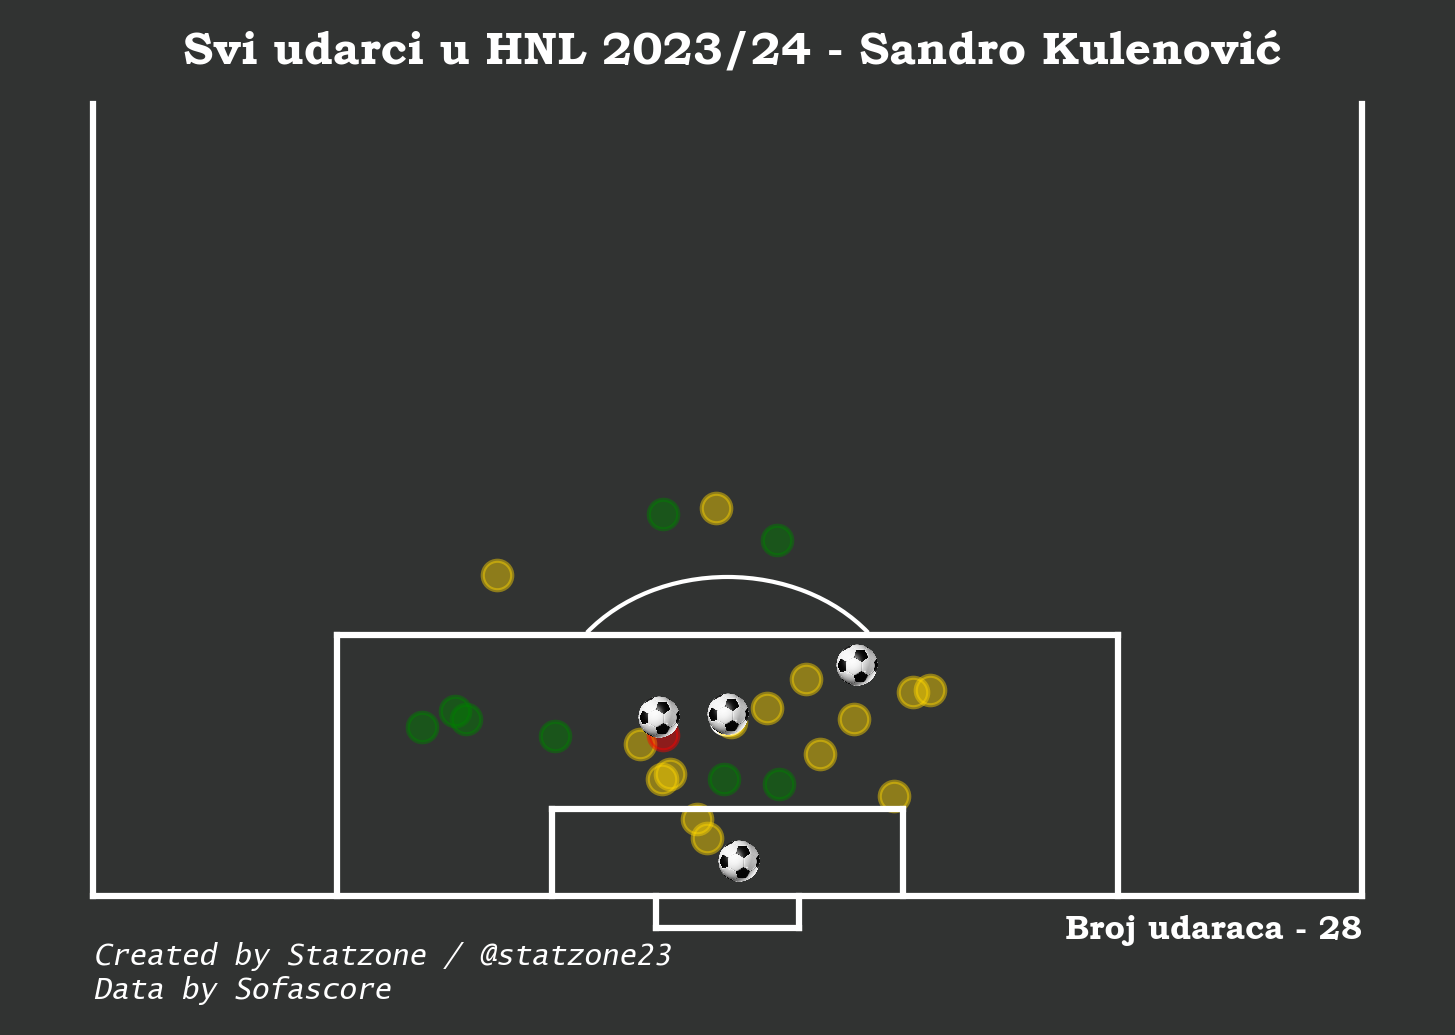 Svi udarci u HNL 2023/24 - Sandro Kulenović
Broj udaraca - 28
Created by Statzone / @statzone23
Data by Sofascore